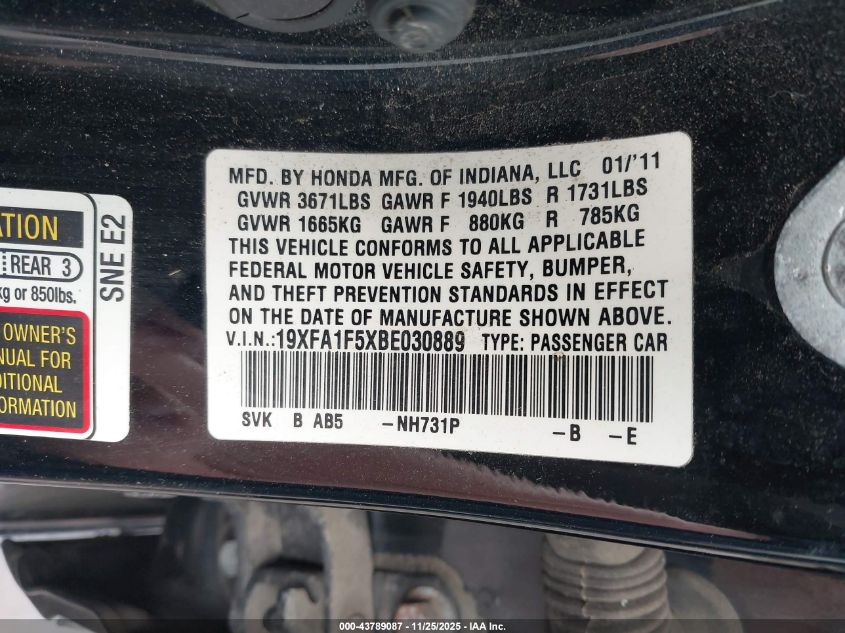 ATION
REAR 3
kg or 850lbs.
OWNER'S
NUAL FOR
DITIONAL
FORMATION
SNE E2
MFD. BY HONDA MFG. OF INDIANA, LLC 01/'11
GVWR 3671LBS GAWR F 1940LBS R 1731LBS
GVWR 1665KG GAWR F 880KG R 785KG
THIS VEHICLE CONFORMS TO ALL APPLICABLE
FEDERAL MOTOR VEHICLE SAFETY, BUMPER,
AND THEFT PREVENTION STANDARDS IN EFFECT
ON THE DATE OF MANUFACTURE SHOWN ABOVE.
V.I.N.:19XFA1F5XBE030889 TYPE: PASSENGER CAR
SVK B AB5 -NH731P -B -E
000-43789087 - 11/25/2025 - IAA Inc.